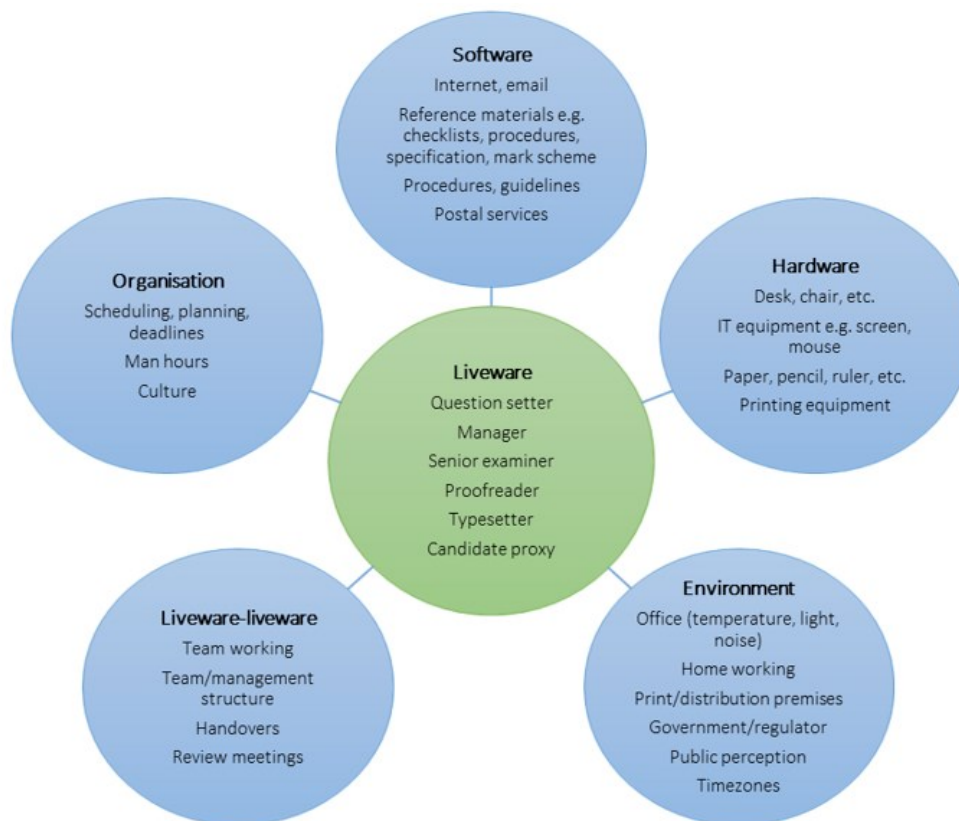 Software
Internet, email
Reference materials e.g.
checklists, procedures,
specification, mark scheme
Procedures, guidelines
Postal services
Organisation
Scheduling, planning,
deadlines
Man hours
Culture
Hardware
Desk, chair, etc.
IT equipment e.g. screen,
mouse
Paper, pencil, ruler, etc.
Printing equipment
Liveware
Question setter
Manager
Senior examiner
Proofreader
Typesetter
Candidate proxy
Liveware-liveware
Team working
Team/management
structure
Handovers
Review meetings
Environment
Office (temperature, light,
noise)
Home working
Print/distribution premises
Government/regulator
Public perception
Timezones